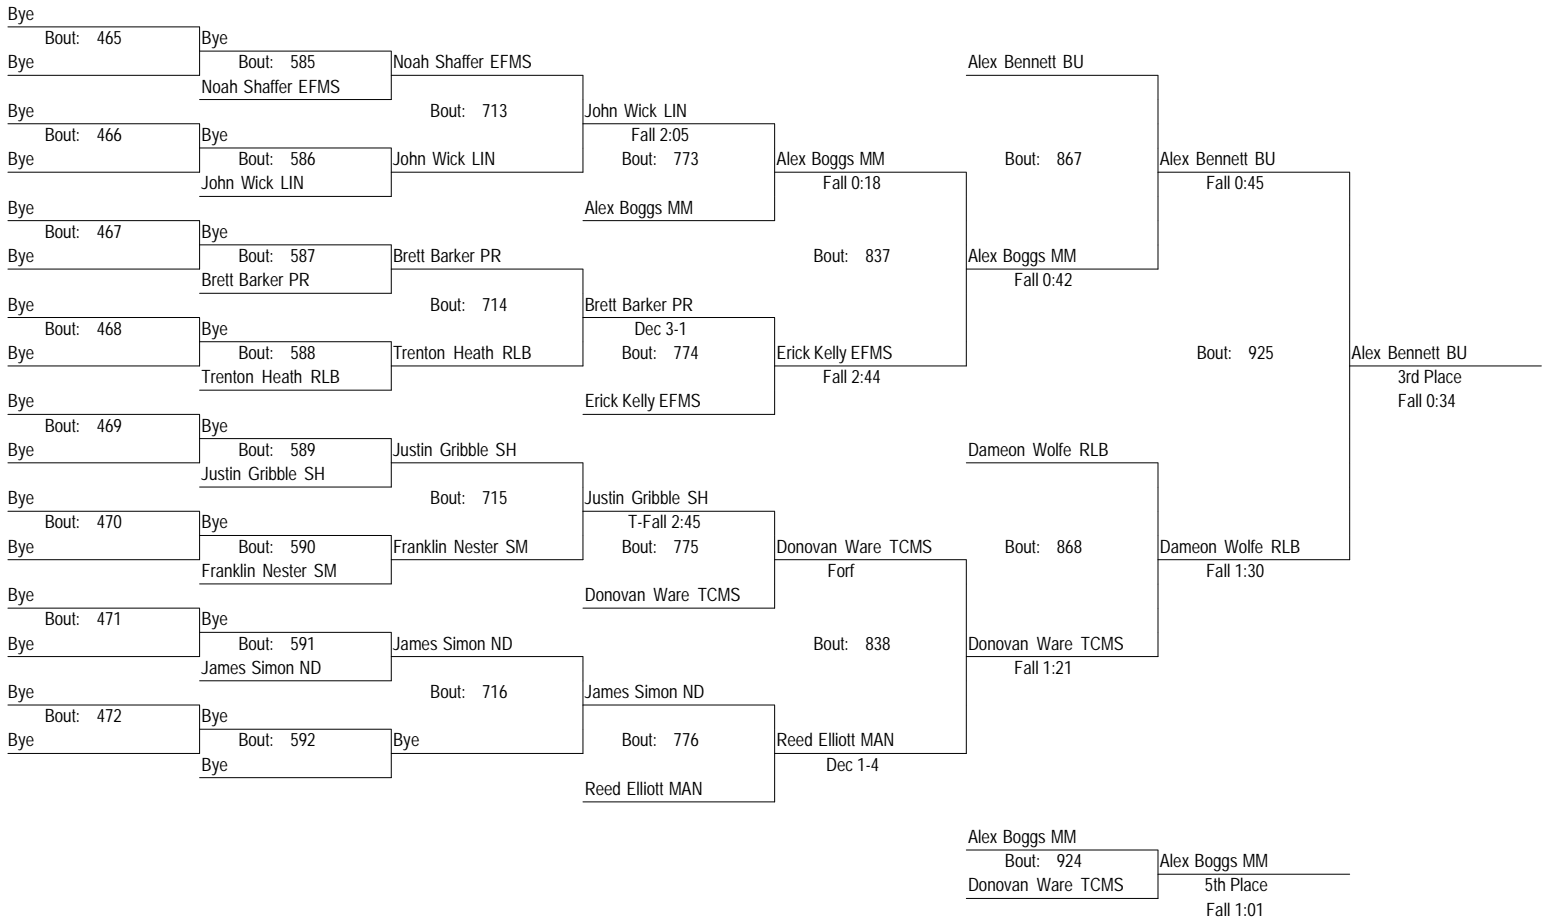 Bye
Bout: 465
Bye
Bye
Bout: 585
Noah Shaffer EFMS
Noah Shaffer EFMS
Bye
Bout: 466
Bye
Bye
Bout: 586
John Wick LIN
John Wick LIN
Bout: 713
John Wick LIN
Fall 2:05
Bout: 773
Alex Boggs MM
Alex Boggs MM
Fall 0:18
Bye
Bout: 467
Bye
Bye
Bout: 587
Brett Barker PR
Brett Barker PR
Bye
Bout: 468
Bye
Bye
Bout: 588
Trenton Heath RLB
Trenton Heath RLB
Bout: 714
Brett Barker PR
Dec 3-1
Bout: 774
Erick Kelly EFMS
Erick Kelly EFMS
Fall 2:44
Bout: 837
Alex Boggs MM
Fall 0:42
Alex Bennett BU
Bout: 867
Alex Bennett BU
Fall 0:45
Bye
Bout: 469
Bye
Bye
Bout: 589
Justin Gribble SH
Justin Gribble SH
Bye
Bout: 470
Bye
Bye
Bout: 590
Franklin Nester SM
Franklin Nester SM
Bout: 715
Justin Gribble SH
T-Fall 2:45
Bout: 775
Donovan Ware TCMS
Donovan Ware TCMS
Forf
Bye
Bout: 471
Bye
Bye
Bout: 591
James Simon ND
James Simon ND
Bye
Bout: 472
Bye
Bye
Bout: 592
Bye
Bye
Bout: 716
James Simon ND
Bout: 776
Reed Elliott MAN
Reed Elliott MAN
Dec 1-4
Bout: 838
Donovan Ware TCMS
Fall 1:21
Dameon Wolfe RLB
Bout: 868
Dameon Wolfe RLB
Fall 1:30
Bout: 925
Alex Bennett BU
3rd Place
Fall 0:34
Alex Boggs MM
Bout: 924
Donovan Ware TCMS
Alex Boggs MM
5th Place
Fall 1:01